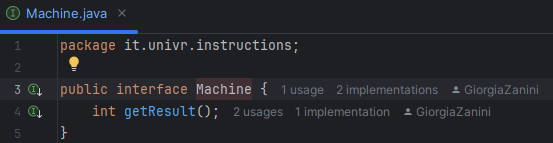 Machine.java
1 package it.univr.instructions;
2
3 public interface Machine { 1 usage 2 implementations GiorgiaZanini
4 int getResult(); 2 usages 1 implementation GiorgiaZanini
5 }